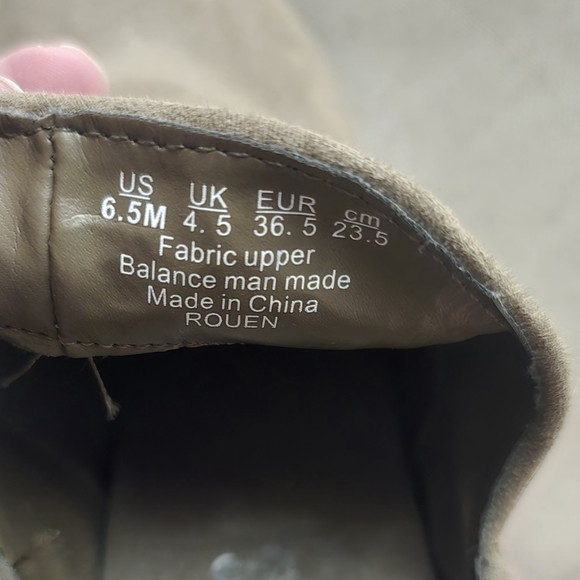 US UK EUR cm
6.5M 4.5 36.5 23.5
Fabric upper
Balance man made
Made in China
ROUEN